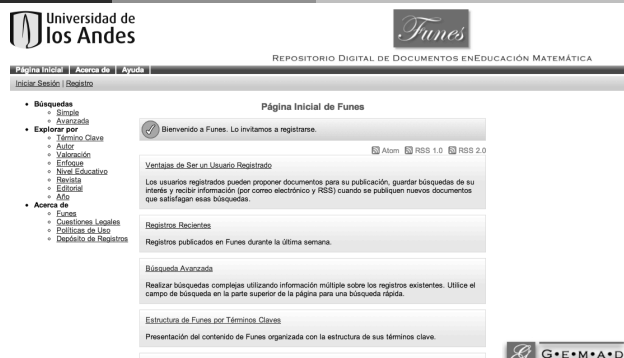 Universidad de
los Andes
Funes
REPOSITORIO DIGITAL DE DOCUMENTOS ENEDUCACIÓN MATEMÁTICA
Página Inicial | Acerca de | Ayuda
Iniciar Sesión | Registro
• Búsquedas
◦ Simple
◦ Avanzada
• Explorar por
◦ Término Clave
◦ Autor
◦ Valoración
◦ Enfoque
◦ Nivel Educativo
◦ Revista
◦ Editorial
◦ Año
• Acerca de
◦ Funes
◦ Cuestiones Legales
◦ Políticas de Uso
◦ Depósito de Registros
Página Inicial de Funes
Bienvenido a Funes. Lo invitamos a registrarse.
Atom RSS 1.0 RSS 2.0
Ventajas de Ser un Usuario Registrado
Los usuarios registrados pueden proponer documentos para su publicación, guardar búsquedas de su
interés y recibir información (por correo electrónico y RSS) cuando se publiquen nuevos documentos
que satisfagan esas búsquedas.
Registros Recientes
Registros publicados en Funes durante la última semana.
Búsqueda Avanzada
Realizar búsquedas complejas utilizando información múltiple sobre los registros existentes. Utilice el
campo de búsqueda en la parte superior de la página para una búsqueda rápida.
Estructura de Funes por Términos Claves
Presentación del contenido de Funes organizada con la estructura de sus términos clave.
G•E•M•A•D